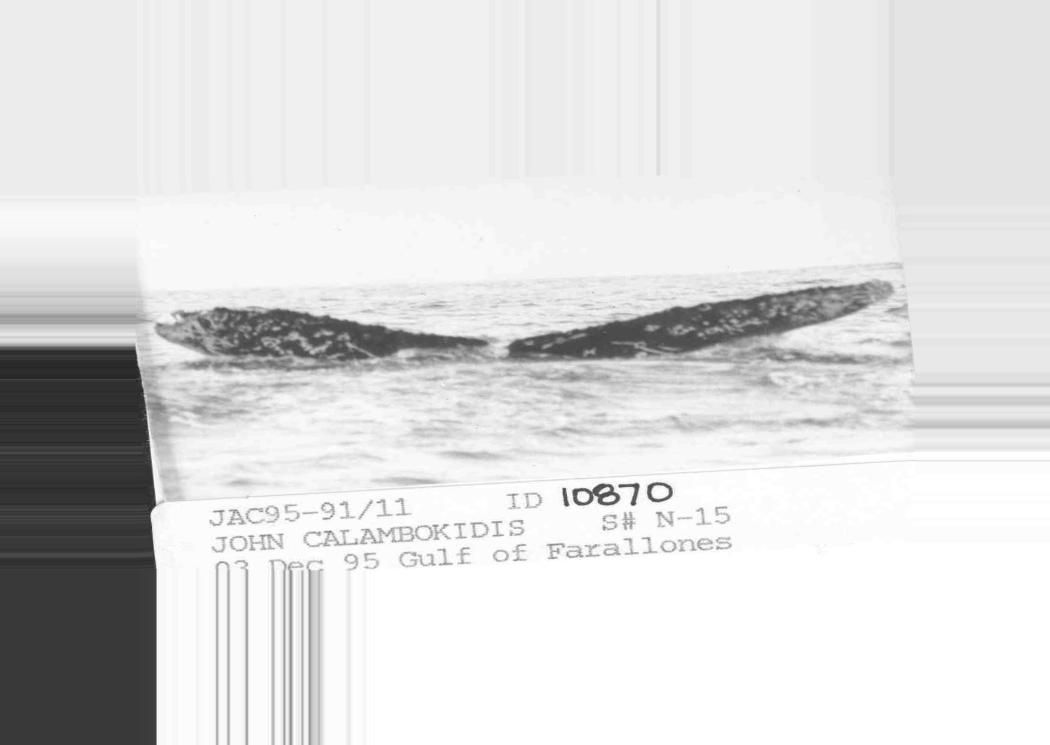 JAC95-91/11 ID 10870
JOHN CALAMBOKIDIS S# N-15
03 Dec 95 Gulf of Farallones